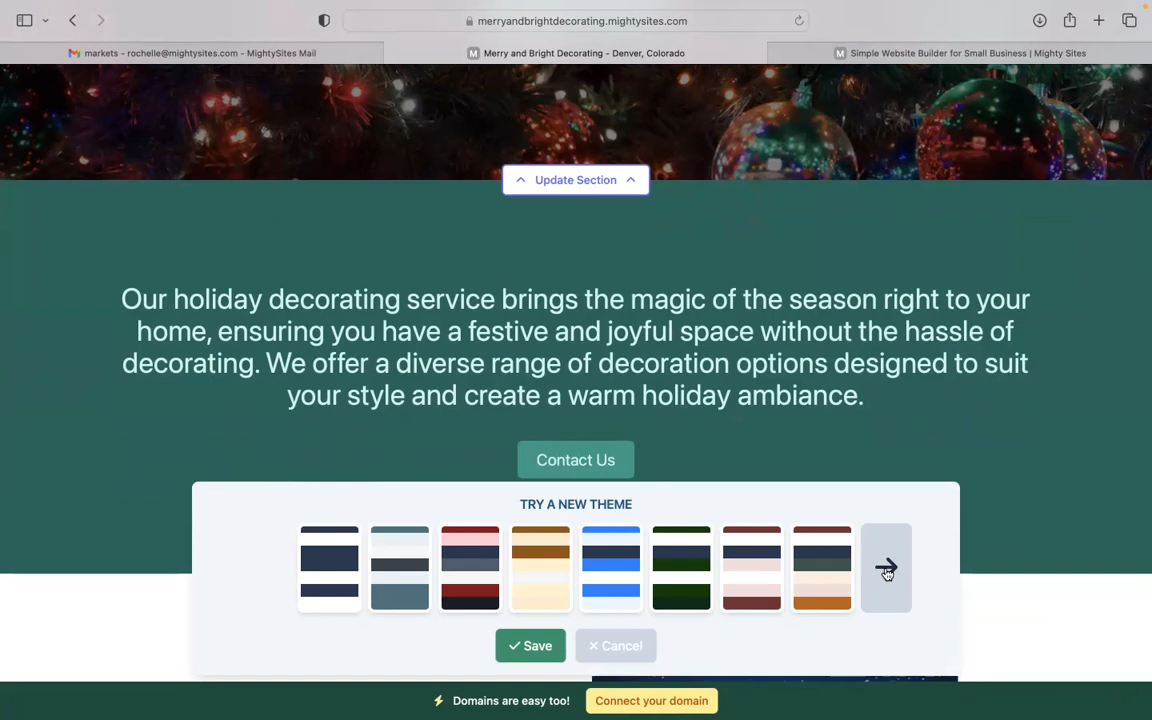 merryandbrightdecorating.mightysites.com
markets - rochelle@mightysites.com - MightySites Mail
Merry and Bright Decorating - Denver, Colorado
Simple Website Builder for Small Business | Mighty Sites
Update Section
Our holiday decorating service brings the magic of the season right to your
home, ensuring you have a festive and joyful space without the hassle of
decorating. We offer a diverse range of decoration options designed to suit
your style and create a warm holiday ambiance.
Contact Us
TRY A NEW THEME
Save
Cancel
Domains are easy too!
Connect your domain